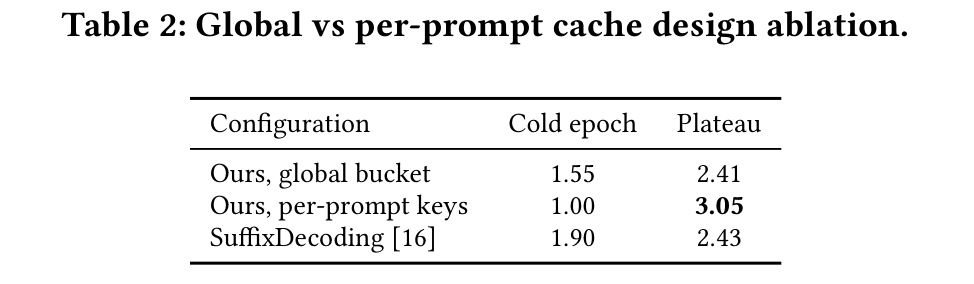 Table 2: Global vs per-prompt cache design ablation.
Configuration Cold epoch Plateau
Ours, global bucket 1.55 2.41
Ours, per-prompt keys 1.00 3.05
SuffixDecoding [16] 1.90 2.43